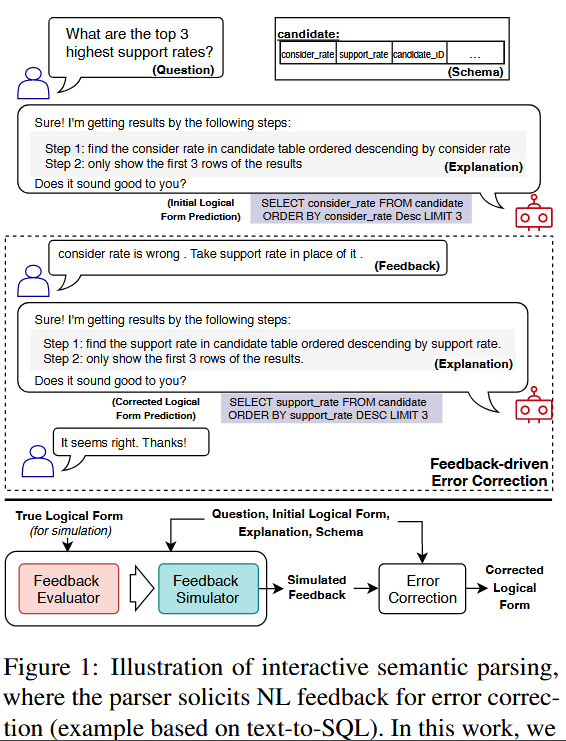 What are the top 3
highest support rates?
(Question)
candidate:
consider_rate support_rate candidate_ID ...
(Schema)
Sure! I'm getting results by the following steps:
Step 1: find the consider rate in candidate table ordered descending by consider rate
Step 2: only show the first 3 rows of the results
(Explanation)
Does it sound good to you?
(Initial Logical
Form Prediction)
SELECT consider_rate FROM candidate
ORDER BY consider_rate Desc LIMIT 3
consider rate is wrong . Take support rate in place of it .
(Feedback)
Sure! I'm getting results by the following steps:
Step 1: find the support rate in candidate table ordered descending by support rate.
Step 2: only show the first 3 rows of the results.
(Explanation)
Does it sound good to you?
(Corrected Logical
Form Prediction)
SELECT support_rate FROM candidate
ORDER BY support_rate DESC LIMIT 3
It seems right. Thanks!
Feedback-driven
Error Correction
True Logical Form
(for simulation)
Question, Initial Logical Form,
Explanation, Schema
Feedback
Evaluator
Feedback
Simulator
Simulated
Feedback
Error
Correction
Corrected
Logical
Form
Figure 1: Illustration of interactive semantic parsing,
where the parser solicits NL feedback for error correc-
tion (example based on text-to-SQL). In this work, we